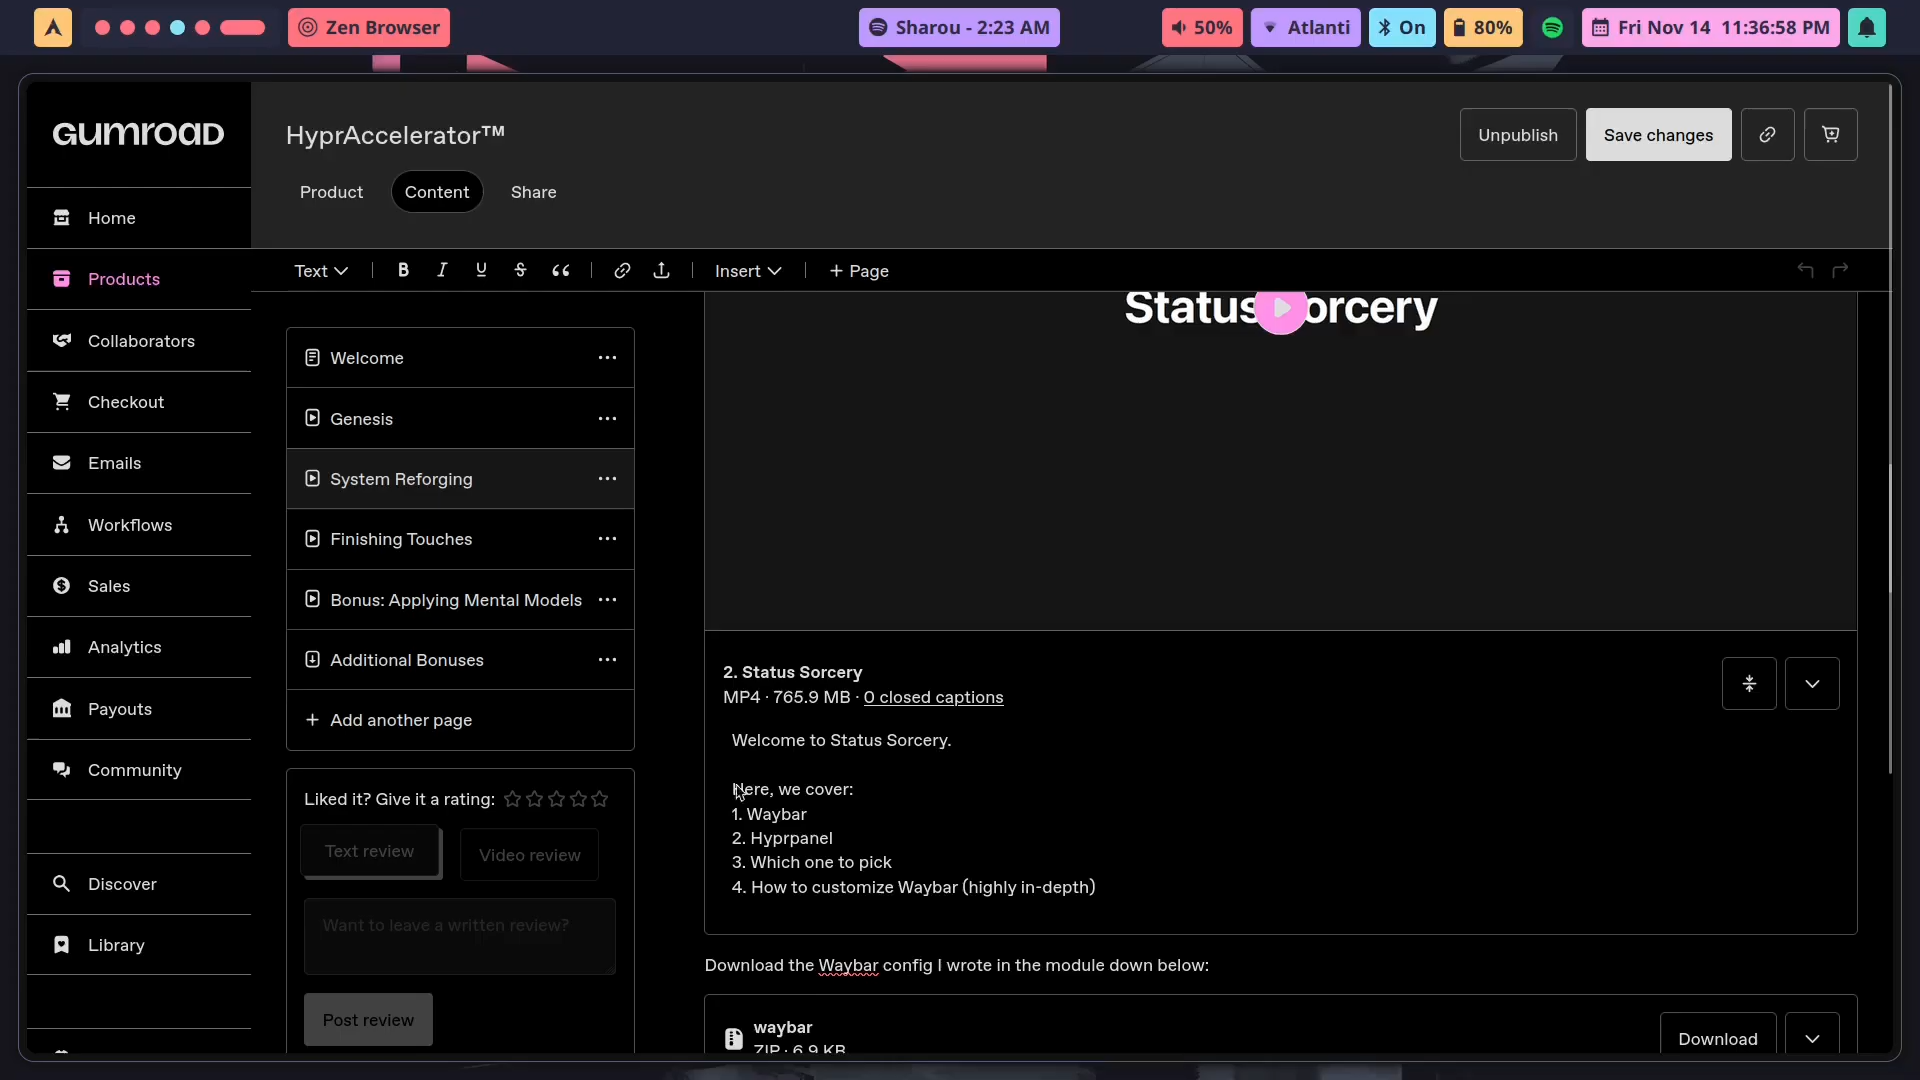 Zen Browser
Sharou - 2:23 AM
50%
Atlanti
On
80%
Fri Nov 14 11:36:58 PM
GUMROAD
Home
Products
Collaborators
Checkout
Emails
Workflows
Sales
Analytics
Payouts
Community
Discover
Library
HyprAccelerator™
Unpublish
Save changes
Product
Content
Share
Text
B
I
U
S
Insert
+ Page
Welcome
Genesis
System Reforging
Finishing Touches
Bonus: Applying Mental Models
Additional Bonuses
+ Add another page
Liked it? Give it a rating:
Text review
Video review
Want to leave a written review?
Post review
2. Status Sorcery
MP4 · 765.9 MB · 0 closed captions
Welcome to Status Sorcery.
Here, we cover:
1. Waybar
2. Hyprpanel
3. Which one to pick
4. How to customize Waybar (highly in-depth)
Download the Waybar config I wrote in the module down below:
waybar
ZIP · 6.9 KB
Download